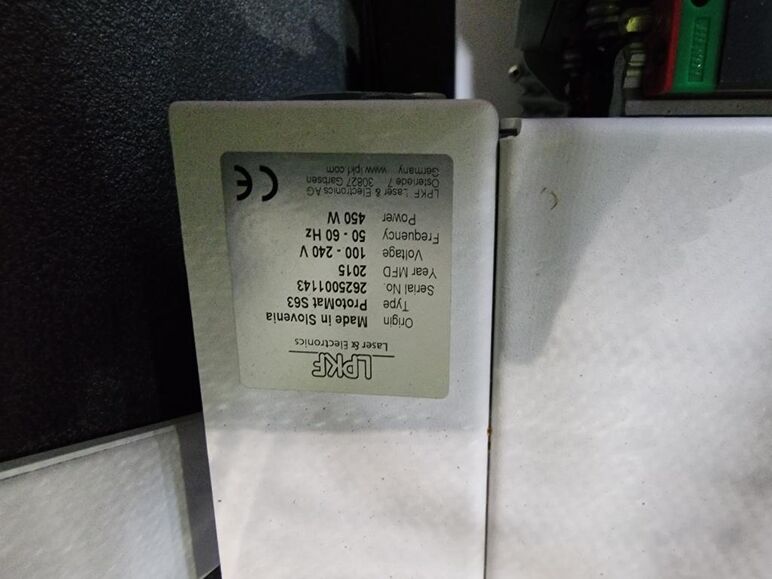 LPKF
Laser & Electronics
Origin Made in Slovenia
Type ProtoMat S63
Serial No. 2625001143
Year MFD 2015
Voltage 100 - 240 V
Frequency 50 - 60 Hz
Power 450 W
LPKF Laser & Electronics AG
Osteriede 7 30827 Garbsen
Germany www.lpkf.com
CE